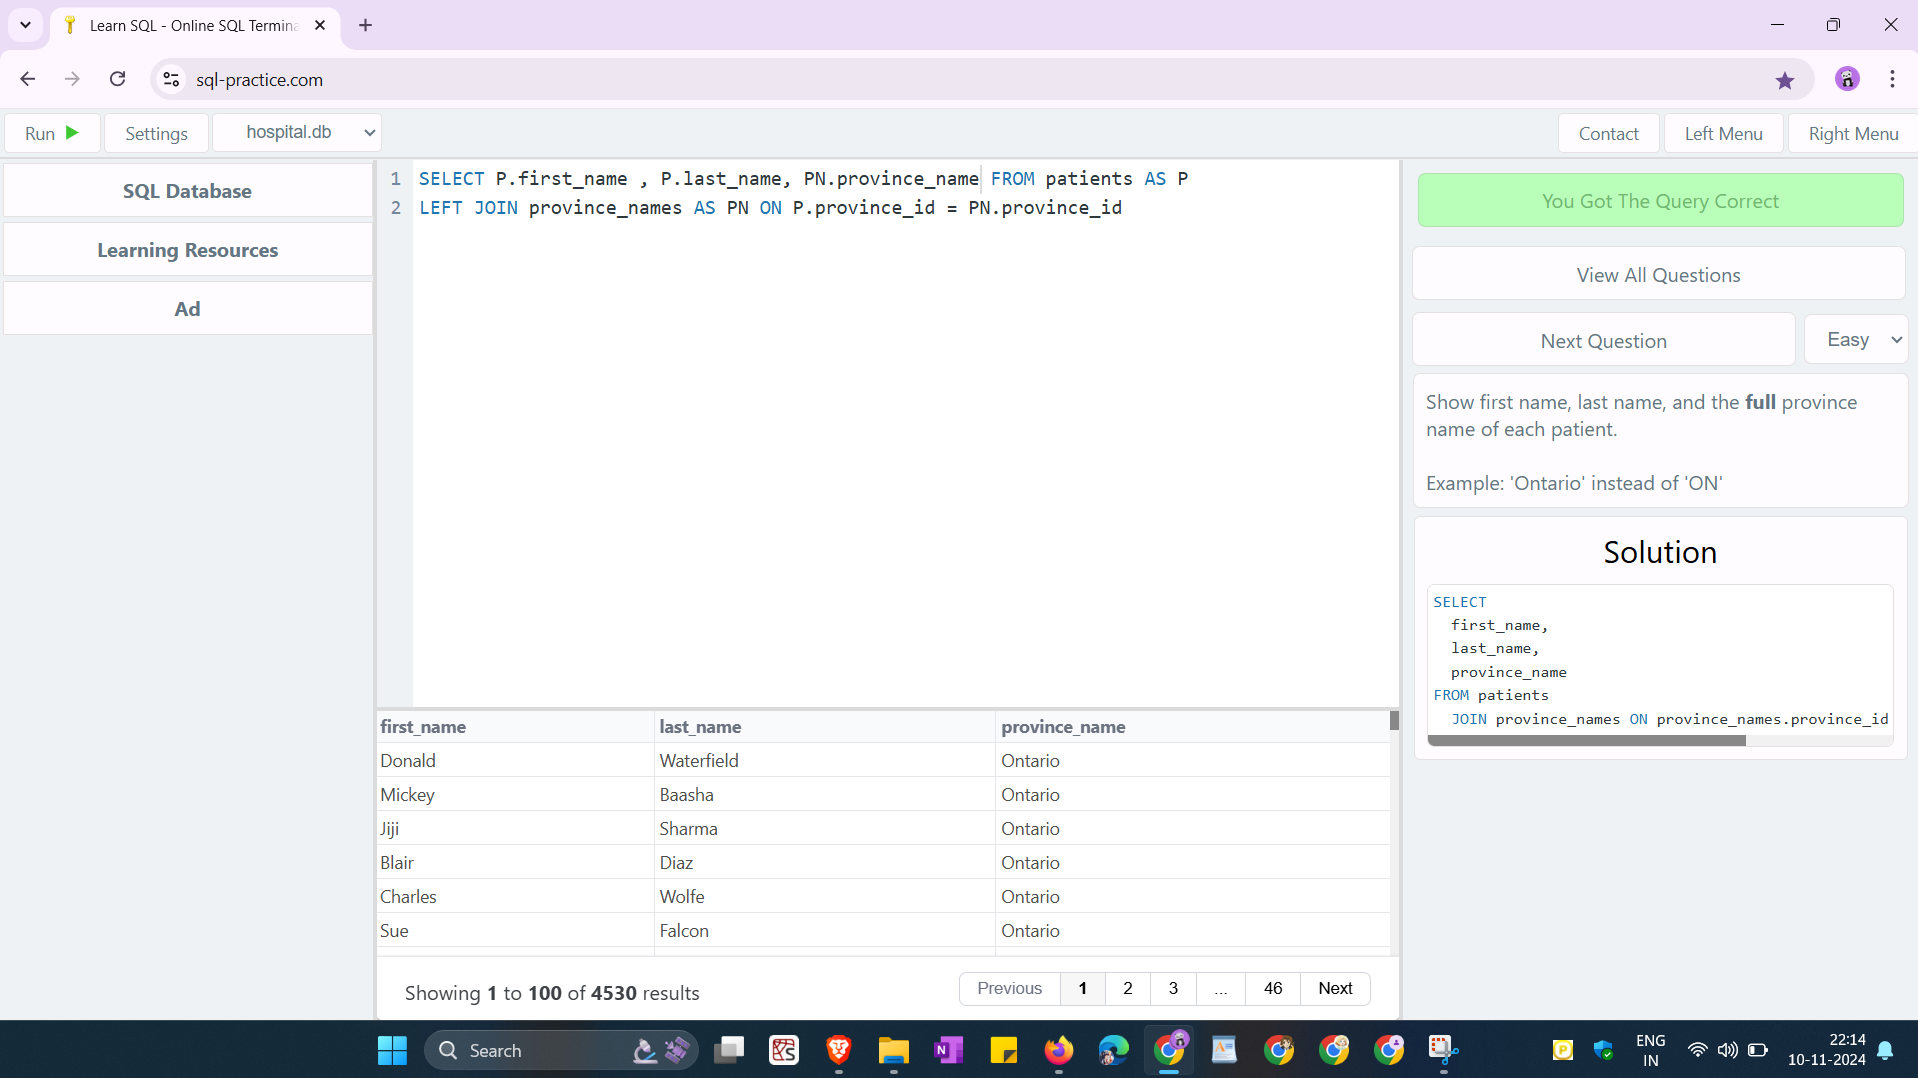 Learn SQL - Online SQL Termina
sql-practice.com
Run
Settings
hospital.db
Contact
Left Menu
Right Menu
SQL Database
Learning Resources
Ad
1 SELECT P.first_name , P.last_name, PN.province_name FROM patients AS P
2 LEFT JOIN province_names AS PN ON P.province_id = PN.province_id
You Got The Query Correct
View All Questions
Next Question
Easy
Show first name, last name, and the full province
name of each patient.
Example: 'Ontario' instead of 'ON'
Solution
SELECT
first_name,
last_name,
province_name
FROM patients
JOIN province_names ON province_names.province_id
first_name last_name province_name
Donald Waterfield Ontario
Mickey Baasha Ontario
Jiji Sharma Ontario
Blair Diaz Ontario
Charles Wolfe Ontario
Sue Falcon Ontario
Showing 1 to 100 of 4530 results
Previous 1 2 3 ... 46 Next
Search
ENG
IN
22:14
10-11-2024